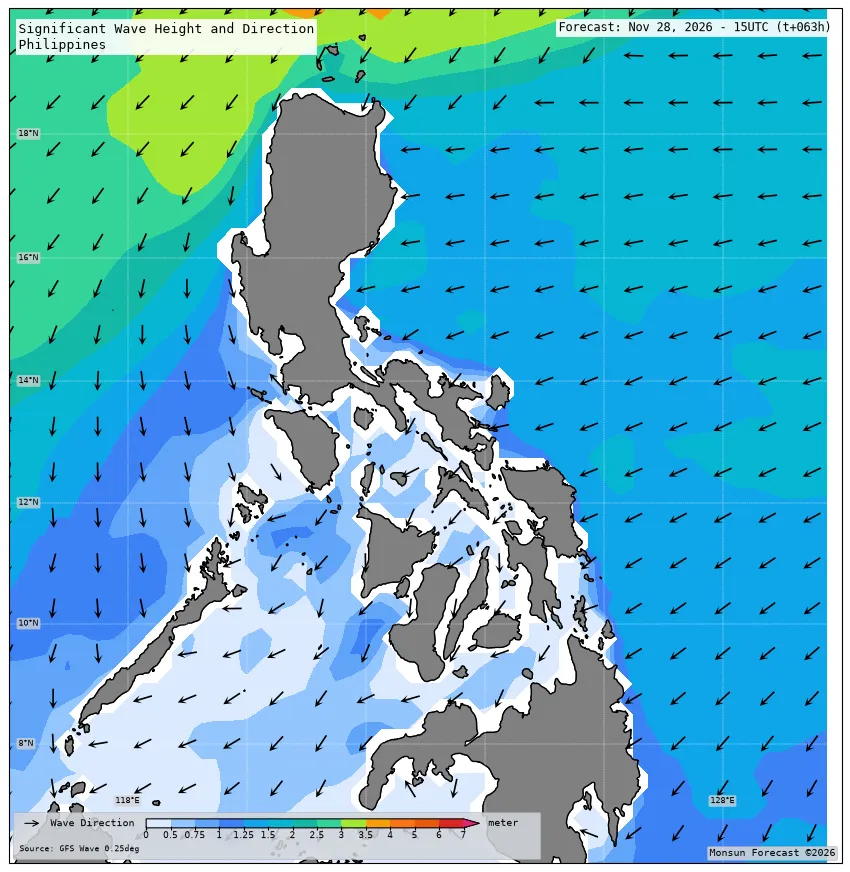 Significant Wave Height and Direction
Philippines
Forecast: Nov 28, 2026 - 15UTC (t+063h)
18°N
16°N
14°N
12°N
10°N
8°N
118°E
128°E
Wave Direction
0 0.5 0.75 1 1.25 1.5 2 2.5 3 3.5 4 5 6 7
meter
Source: GFS Wave 0.25deg
Monsun Forecast ©2026